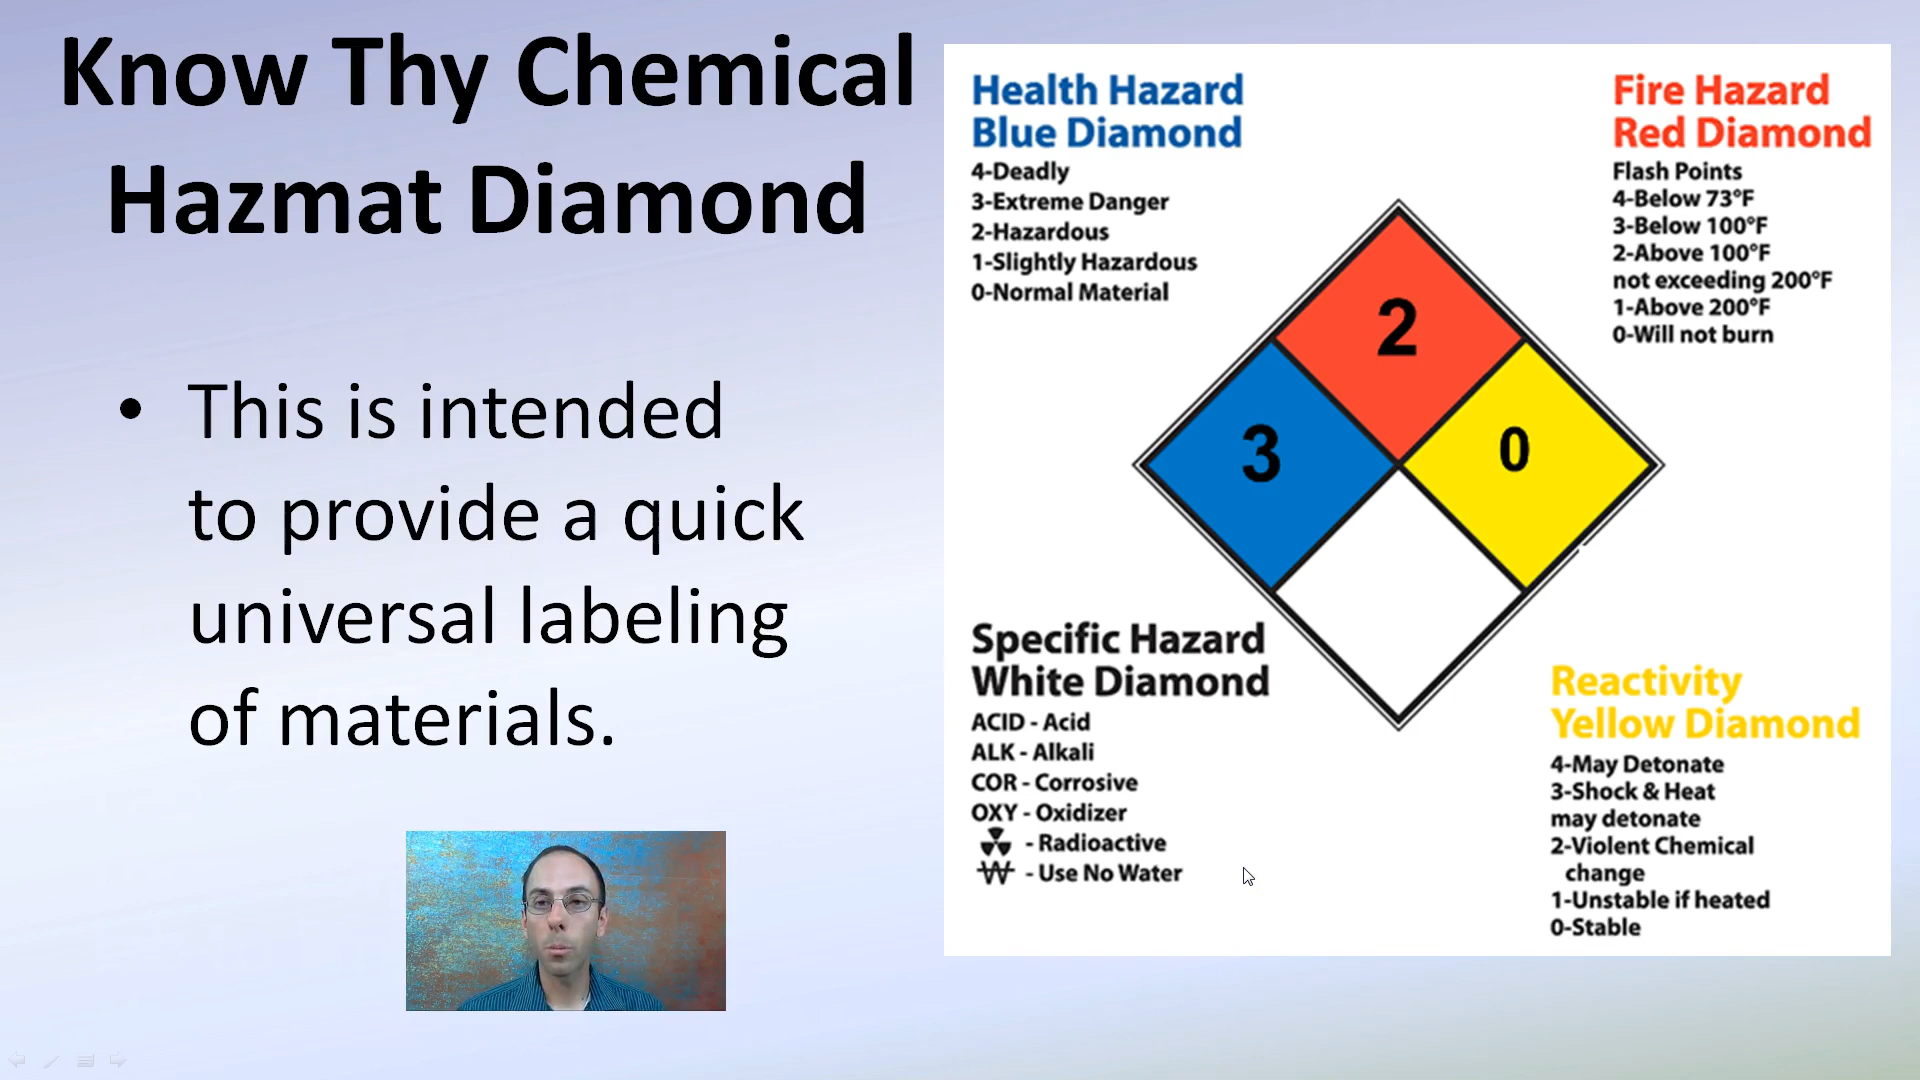 Know Thy Chemical
Hazmat Diamond
• This is intended
to provide a quick
universal labeling
of materials.
Health Hazard
Blue Diamond
4-Deadly
3-Extreme Danger
2-Hazardous
1-Slightly Hazardous
0-Normal Material
Fire Hazard
Red Diamond
Flash Points
4-Below 73°F
3-Below 100°F
2-Above 100°F
not exceeding 200°F
1-Above 200°F
0-Will not burn
2
3
0
Specific Hazard
White Diamond
ACID - Acid
ALK - Alkali
COR - Corrosive
OXY - Oxidizer
- Radioactive
W - Use No Water
Reactivity
Yellow Diamond
4-May Detonate
3-Shock & Heat
may detonate
2-Violent Chemical
change
1-Unstable if heated
0-Stable